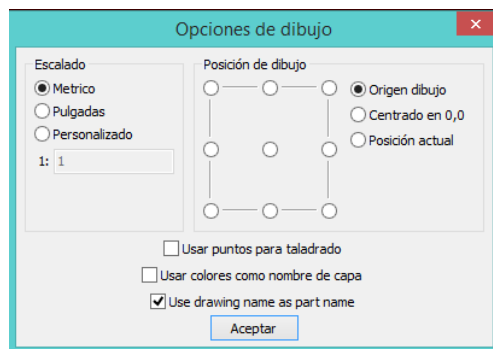 Opciones de dibujo
Escalado
Metrico
Pulgadas
Personalizado
1: 1
Posición de dibujo
Origen dibujo
Centrado en 0,0
Posición actual
Usar puntos para taladrado
Usar colores como nombre de capa
Use drawing name as part name
Aceptar